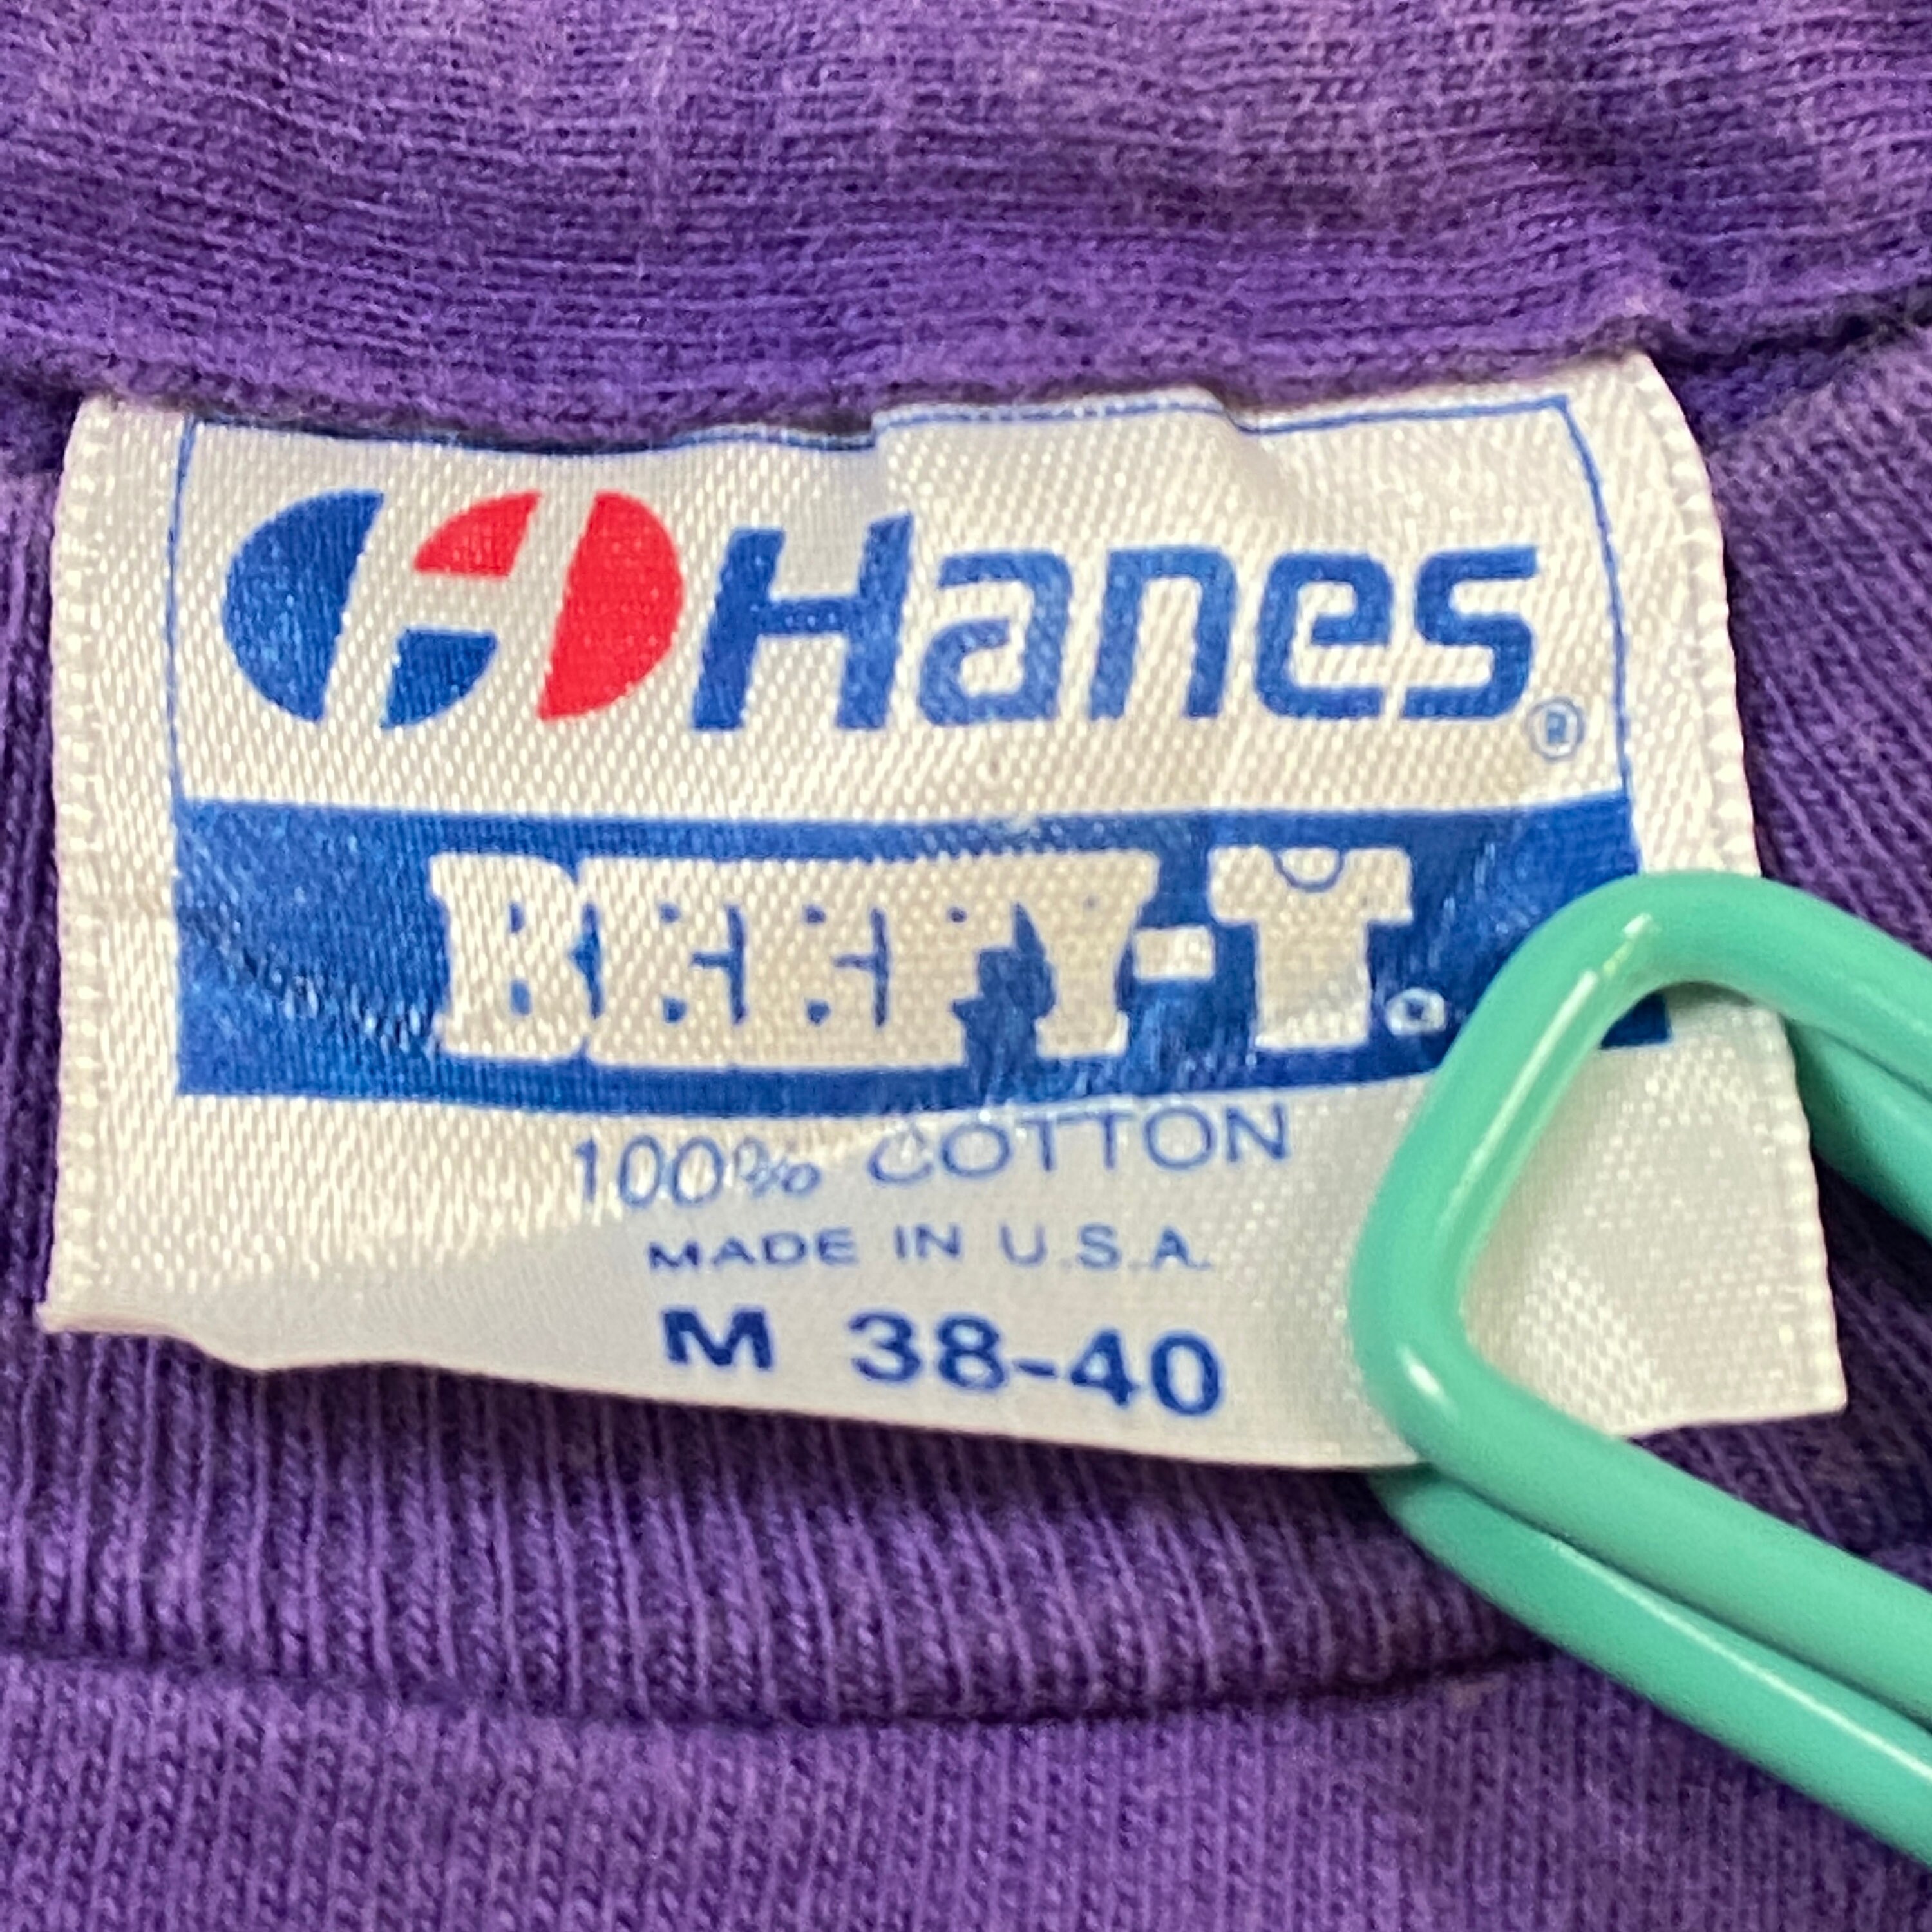 Hanes®
BEEFY-T®
100% COTTON
MADE IN U.S.A.
M 38-40